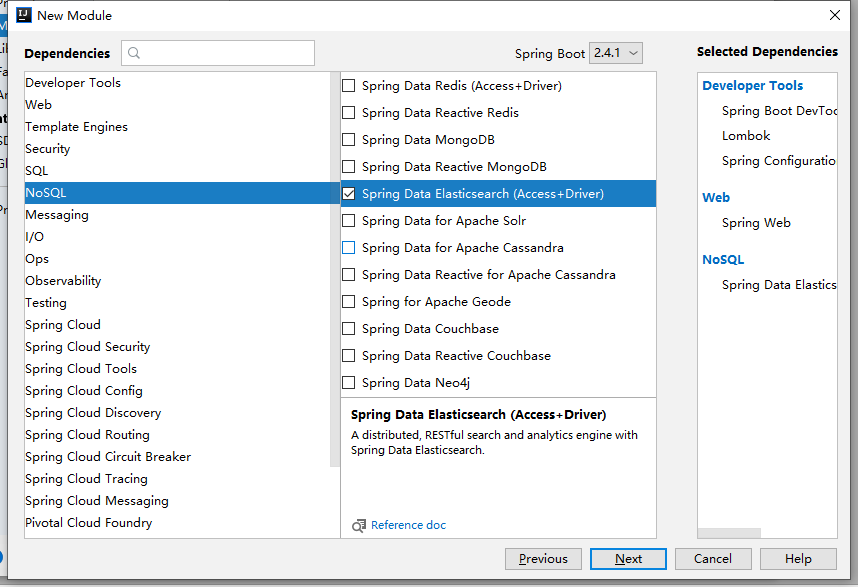 New Module
Dependencies
Spring Boot 2.4.1
Selected Dependencies
Developer Tools
Web
Template Engines
Security
SQL
NoSQL
Messaging
I/O
Ops
Observability
Testing
Spring Cloud
Spring Cloud Security
Spring Cloud Tools
Spring Cloud Config
Spring Cloud Discovery
Spring Cloud Routing
Spring Cloud Circuit Breaker
Spring Cloud Tracing
Spring Cloud Messaging
Pivotal Cloud Foundry
Spring Data Redis (Access+Driver)
Spring Data Reactive Redis
Spring Data MongoDB
Spring Data Reactive MongoDB
Spring Data Elasticsearch (Access+Driver)
Spring Data for Apache Solr
Spring Data for Apache Cassandra
Spring Data Reactive for Apache Cassandra
Spring for Apache Geode
Spring Data Couchbase
Spring Data Reactive Couchbase
Spring Data Neo4j
Spring Data Elasticsearch (Access+Driver)
A distributed, RESTful search and analytics engine with
Spring Data Elasticsearch.
Reference doc
Developer Tools
Spring Boot DevToo
Lombok
Spring Configuratio
Web
Spring Web
NoSQL
Spring Data Elastics
Previous
Next
Cancel
Help